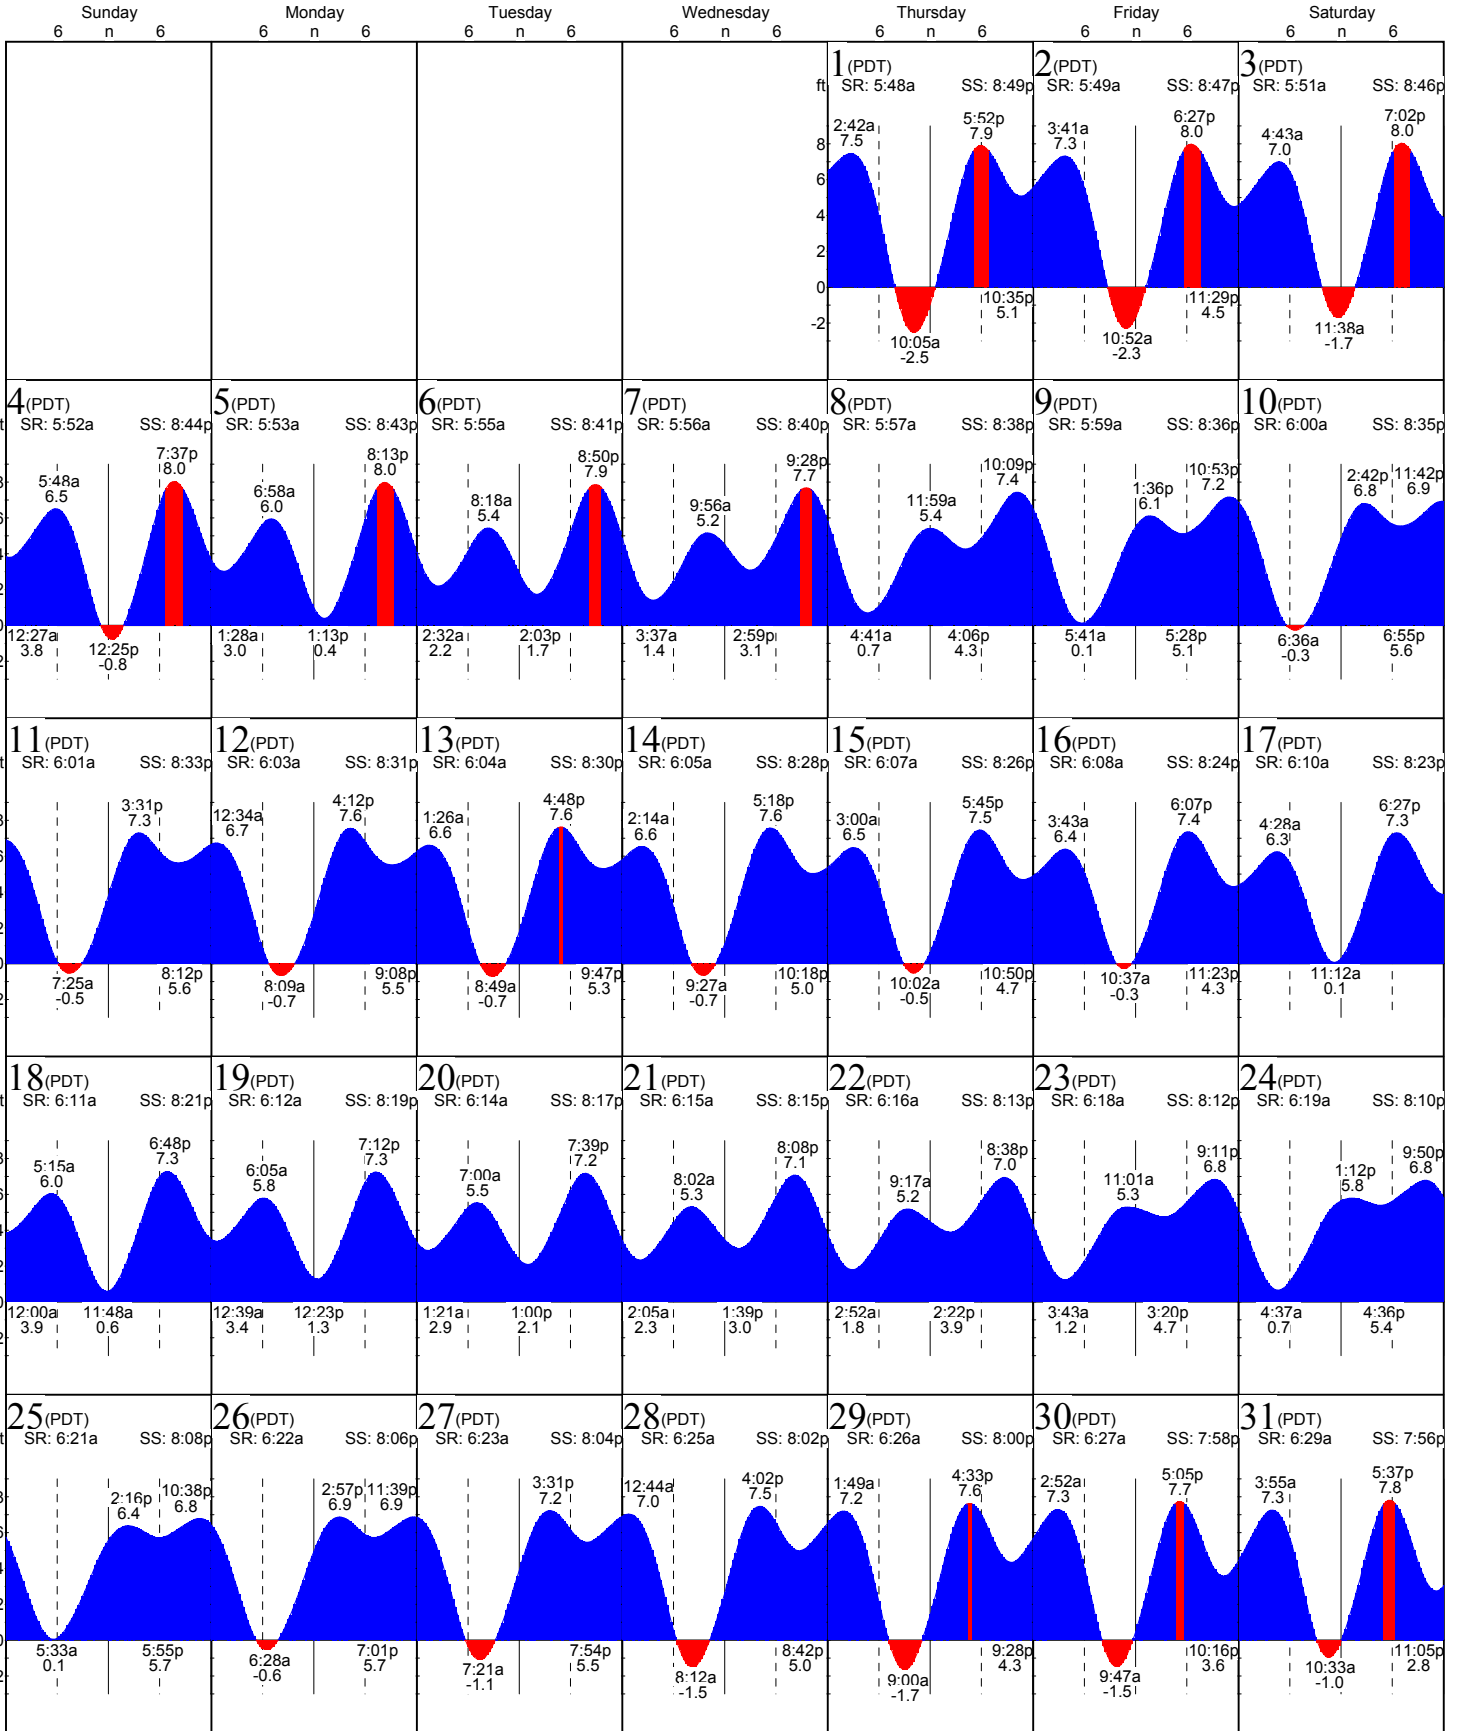 Sunday Monday Tuesday Wednesday Thursday Friday Saturday
6 n 6 6 n 6 6 n 6 6 n 6 6 n 6 6 n 6 6 n 6
1(PDT) 2(PDT) 3(PDT)
ft SR: 5:48a SS: 8:49p SR: 5:49a SS: 8:47p SR: 5:51a SS: 8:46p
2:42a 5:52p 3:41a 6:27p 4:43a 7:02p
7.5 7.9 7.3 8.0 7.0 8.0
8
6
4
2
0
-2
10:05a 10:35p 10:52a 11:29p 11:38a
-2.5 5.1 -2.3 4.5 -1.7
4(PDT) 5(PDT) 6(PDT) 7(PDT) 8(PDT) 9(PDT) 10(PDT)
SR: 5:52a SS: 8:44p SR: 5:53a SS: 8:43p SR: 5:55a SS: 8:41p SR: 5:56a SS: 8:40p SR: 5:57a SS: 8:38p SR: 5:59a SS: 8:36p SR: 6:00a SS: 8:35p
5:48a 7:37p 6:58a 8:13p 8:18a 8:50p 9:56a 9:28p 11:59a 10:09p 1:36p 10:53p 2:42p 11:42p
6.5 8.0 6.0 8.0 5.4 7.9 5.2 7.7 5.4 7.4 6.1 7.2 6.8 6.9
12:27a 12:25p 1:28a 1:13p 2:32a 2:03p 3:37a 2:59p 4:41a 4:06p 5:41a 5:28p 6:36a 6:55p
3.8 -0.8 3.0 0.4 2.2 1.7 1.4 3.1 0.7 4.3 0.1 5.1 -0.3 5.6
11(PDT) 12(PDT) 13(PDT) 14(PDT) 15(PDT) 16(PDT) 17(PDT)
SR: 6:01a SS: 8:33p SR: 6:03a SS: 8:31p SR: 6:04a SS: 8:30p SR: 6:05a SS: 8:28p SR: 6:07a SS: 8:26p SR: 6:08a SS: 8:24p SR: 6:10a SS: 8:23p
3:31p 12:34a 4:12p 1:26a 4:48p 2:14a 5:18p 3:00a 5:45p 3:43a 6:07p 4:28a 6:27p
7.3 6.7 7.6 6.6 7.6 6.6 7.6 6.5 7.5 6.4 7.4 6.3 7.3
7:25a 8:12p 8:09a 9:08p 8:49a 9:47p 9:27a 10:18p 10:02a 10:50p 10:37a 11:23p 11:12a
-0.5 5.6 -0.7 5.5 -0.7 5.3 -0.7 5.0 -0.5 4.7 -0.3 4.3 0.1
18(PDT) 19(PDT) 20(PDT) 21(PDT) 22(PDT) 23(PDT) 24(PDT)
SR: 6:11a SS: 8:21p SR: 6:12a SS: 8:19p SR: 6:14a SS: 8:17p SR: 6:15a SS: 8:15p SR: 6:16a SS: 8:13p SR: 6:18a SS: 8:12p SR: 6:19a SS: 8:10p
5:15a 6:48p 6:05a 7:12p 7:00a 7:39p 8:02a 8:08p 9:17a 8:38p 11:01a 9:11p 1:12p 9:50p
6.0 7.3 5.8 7.3 5.5 7.2 5.3 7.1 5.2 7.0 5.3 6.8 5.8 6.8
12:00a 11:48a 12:39a 12:23p 1:21a 1:00p 2:05a 1:39p 2:52a 2:22p 3:43a 3:20p 4:37a 4:36p
3.9 0.6 3.4 1.3 2.9 2.1 2.3 3.0 1.8 3.9 1.2 4.7 0.7 5.4
25(PDT) 26(PDT) 27(PDT) 28(PDT) 29(PDT) 30(PDT) 31(PDT)
SR: 6:21a SS: 8:08p SR: 6:22a SS: 8:06p SR: 6:23a SS: 8:04p SR: 6:25a SS: 8:02p SR: 6:26a SS: 8:00p SR: 6:27a SS: 7:58p SR: 6:29a SS: 7:56p
2:16p 10:38p 2:57p 11:39p 3:31p 12:44a 4:02p 1:49a 4:33p 2:52a 5:05p 3:55a 5:37p
6.4 6.8 6.9 6.9 7.2 7.0 7.5 7.2 7.6 7.3 7.7 7.3 7.8
5:33a 5:55p 6:28a 7:01p 7:21a 7:54p 8:12a 8:42p 9:00a 9:28p 9:47a 10:16p 10:33a 11:05p
0.1 5.7 -0.6 5.7 -1.1 5.5 -1.5 5.0 -1.7 4.3 -1.5 3.6 -1.0 2.8